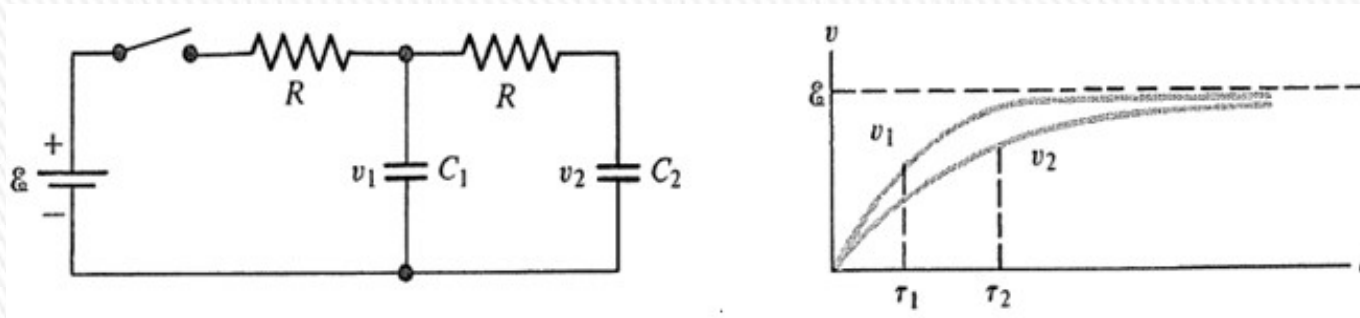 R
R
+
ℰ
−
v₁
C₁
v₂
C₂
v
ℰ
v₁
v₂
τ₁
τ₂